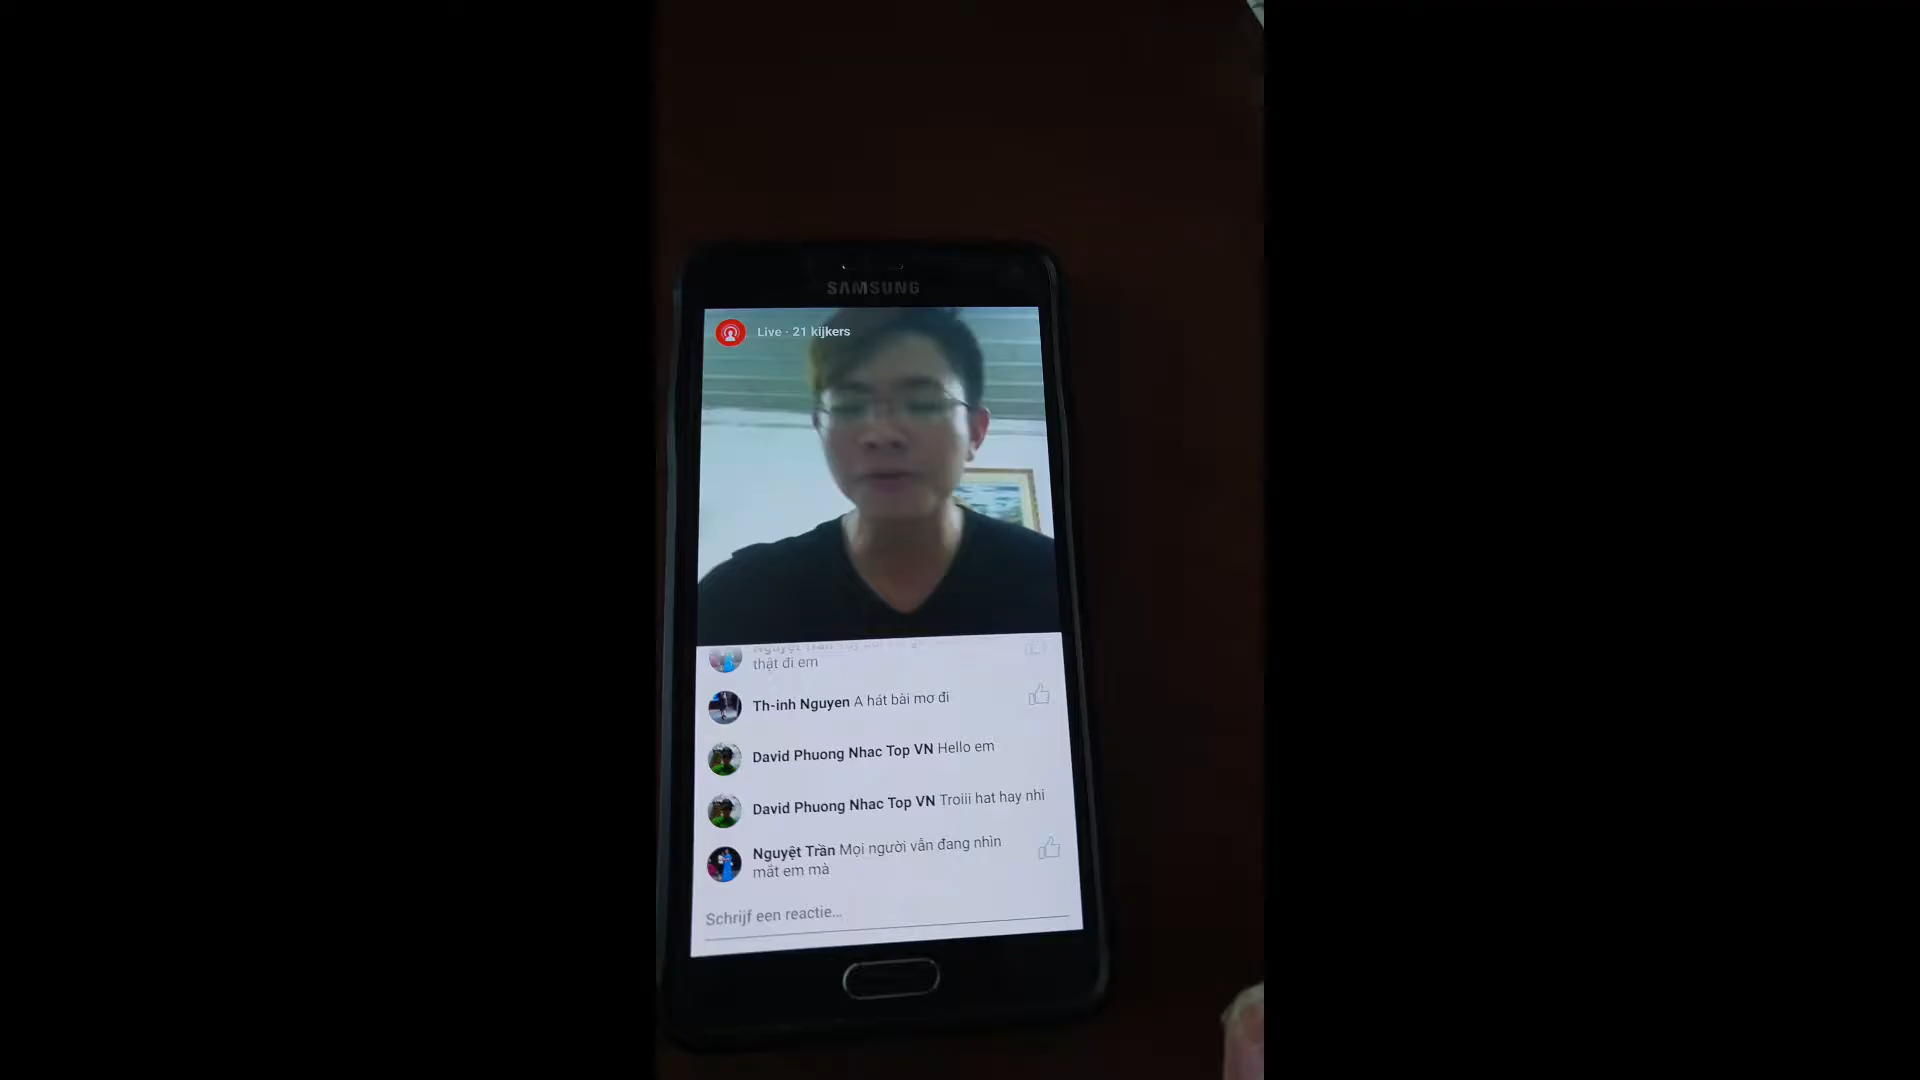 SAMSUNG
Live · 21 kijkers
Nguyệt Trần
thật đi em
Th-inh Nguyen A hát bài mơ đi
David Phuong Nhac Top VN Hello em
David Phuong Nhac Top VN Troiii hat hay nhi
Nguyệt Trần Mọi người vẫn đang nhìn
mắt em mà
Schrijf een reactie...